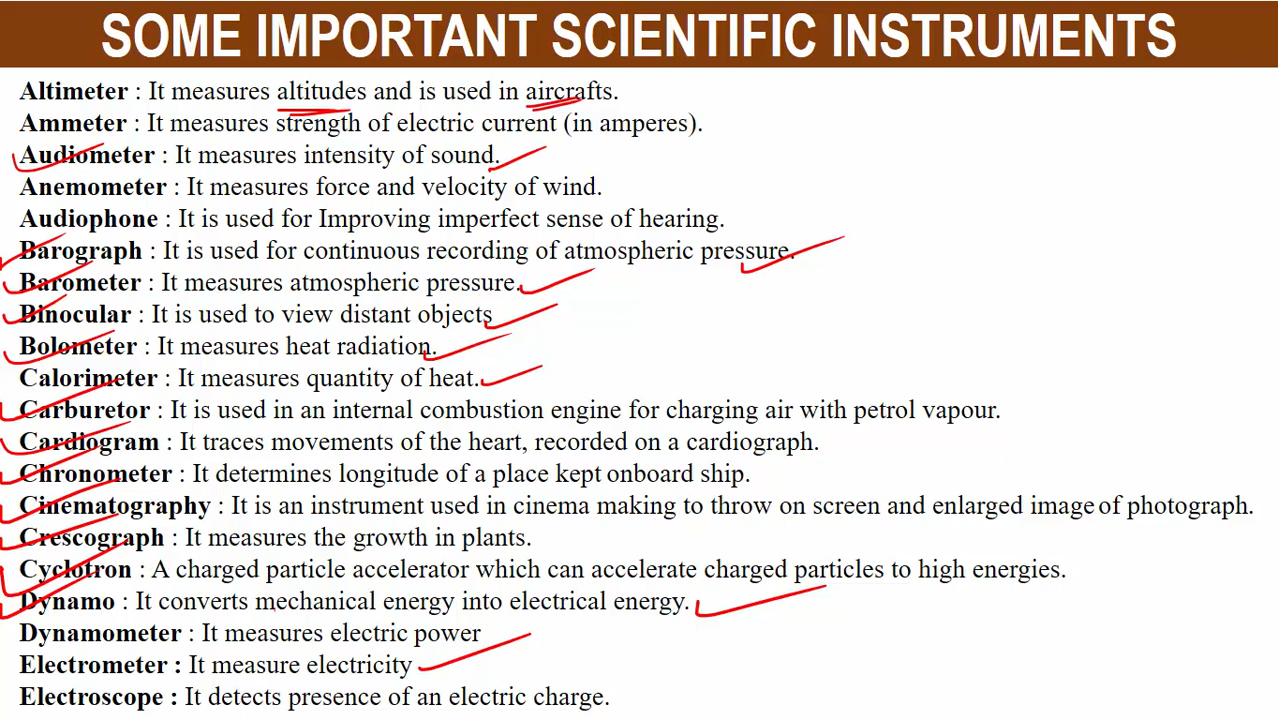 SOME IMPORTANT SCIENTIFIC INSTRUMENTS
Altimeter : It measures altitudes and is used in aircrafts.
Ammeter : It measures strength of electric current (in amperes).
Audiometer : It measures intensity of sound.
Anemometer : It measures force and velocity of wind.
Audiophone : It is used for Improving imperfect sense of hearing.
Barograph : It is used for continuous recording of atmospheric pressure.
Barometer : It measures atmospheric pressure.
Binocular : It is used to view distant objects
Bolometer : It measures heat radiation.
Calorimeter : It measures quantity of heat.
Carburetor : It is used in an internal combustion engine for charging air with petrol vapour.
Cardiogram : It traces movements of the heart, recorded on a cardiograph.
Chronometer : It determines longitude of a place kept onboard ship.
Cinematography : It is an instrument used in cinema making to throw on screen and enlarged image of photograph.
Crescograph : It measures the growth in plants.
Cyclotron : A charged particle accelerator which can accelerate charged particles to high energies.
Dynamo : It converts mechanical energy into electrical energy.
Dynamometer : It measures electric power
Electrometer : It measure electricity
Electroscope : It detects presence of an electric charge.